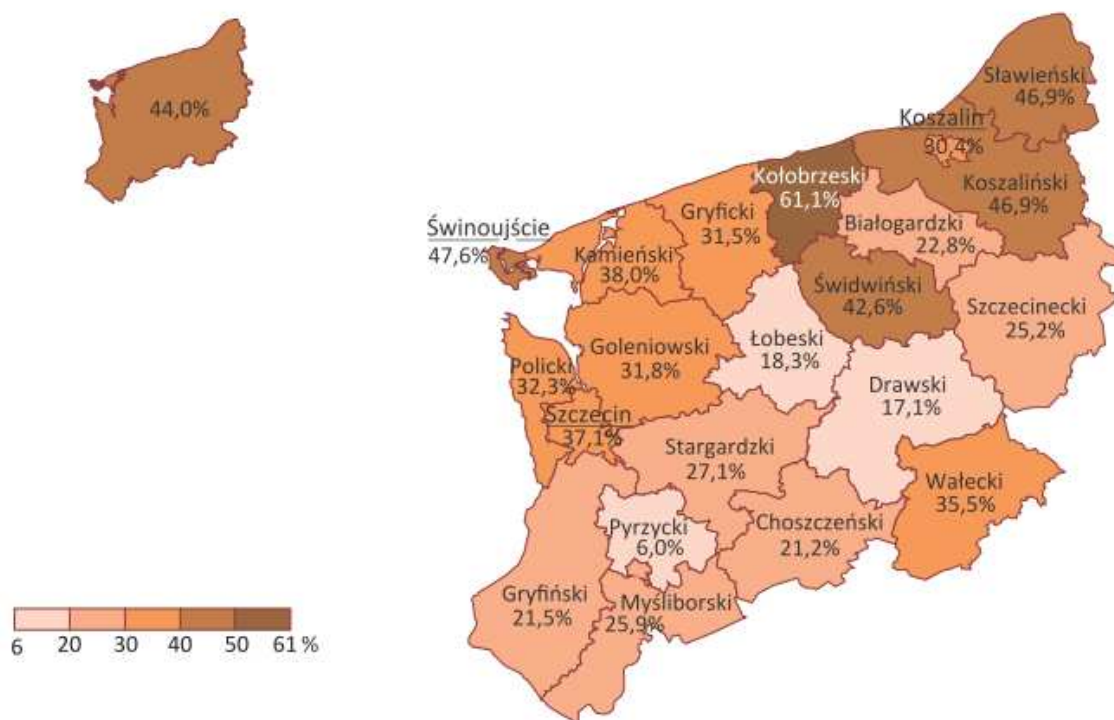 44,0%
Sławieński
46,9%
Koszalin
30,4%
Kołobrzeski
61,1%
Koszaliński
46,9%
Gryficki
31,5%
Białogardzki
22,8%
Świnoujście
47,6%
Kamieński
38,0%
Świdwiński
42,6%
Szczecinecki
25,2%
Łobeski
18,3%
Goleniowski
31,8%
Policki
32,3%
Drawski
17,1%
Szczecin
37,1%
Stargardzki
27,1%
Wałecki
35,5%
Choszczeński
21,2%
Pyrzycki
6,0%
Gryfiński
21,5%
Myśliborski
25,9%
6 20 30 40 50 61 %